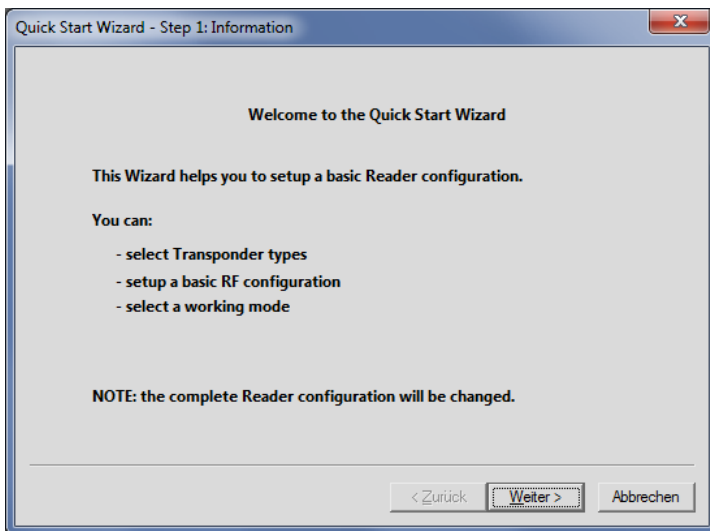 Quick Start Wizard - Step 1: Information
Welcome to the Quick Start Wizard
This Wizard helps you to setup a basic Reader configuration.
You can:
- select Transponder types
- setup a basic RF configuration
- select a working mode
NOTE: the complete Reader configuration will be changed.
< Zurück Weiter > Abbrechen